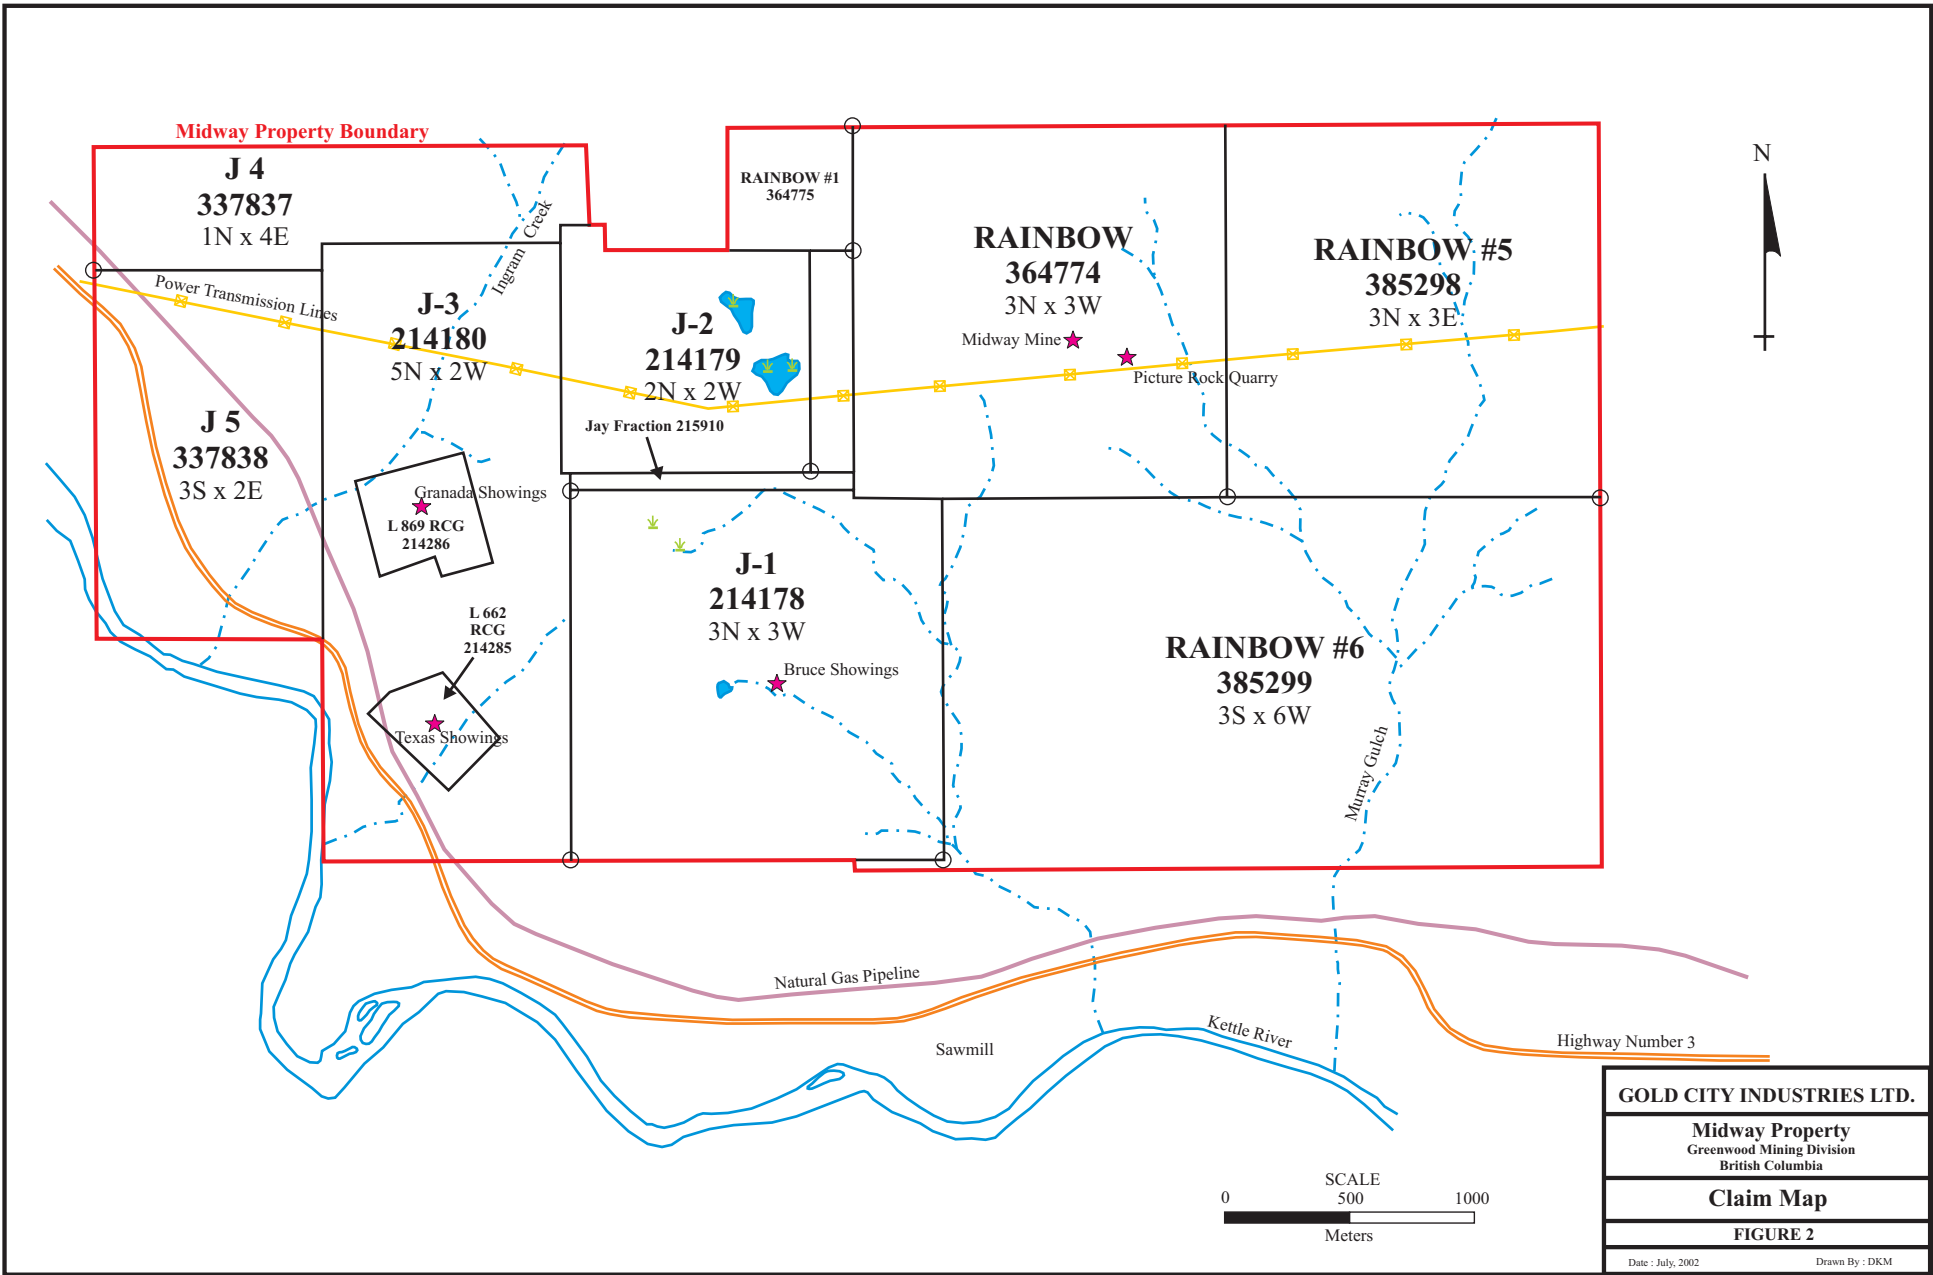 Midway Property Boundary
J 4
337837
1N x 4E
RAINBOW #1
364775
N
Ingram Creek
RAINBOW
364774
3N x 3W
RAINBOW #5
385298
3N x 3E
Power Transmission Lines
J-3
214180
5N x 2W
J-2
214179
2N x 2W
Midway Mine
Picture Rock Quarry
J 5
337838
3S x 2E
Jay Fraction 215910
Granada Showings
L 869 RCG
214286
J-1
214178
3N x 3W
L 662
RCG
214285
RAINBOW #6
385299
3S x 6W
Bruce Showings
Texas Showings
Murray Gulch
Natural Gas Pipeline
Kettle River
Sawmill
Highway Number 3
GOLD CITY INDUSTRIES LTD.
Midway Property
Greenwood Mining Division
British Columbia
Claim Map
FIGURE 2
Date : July, 2002 Drawn By : DKM
SCALE
0 500 1000
Meters